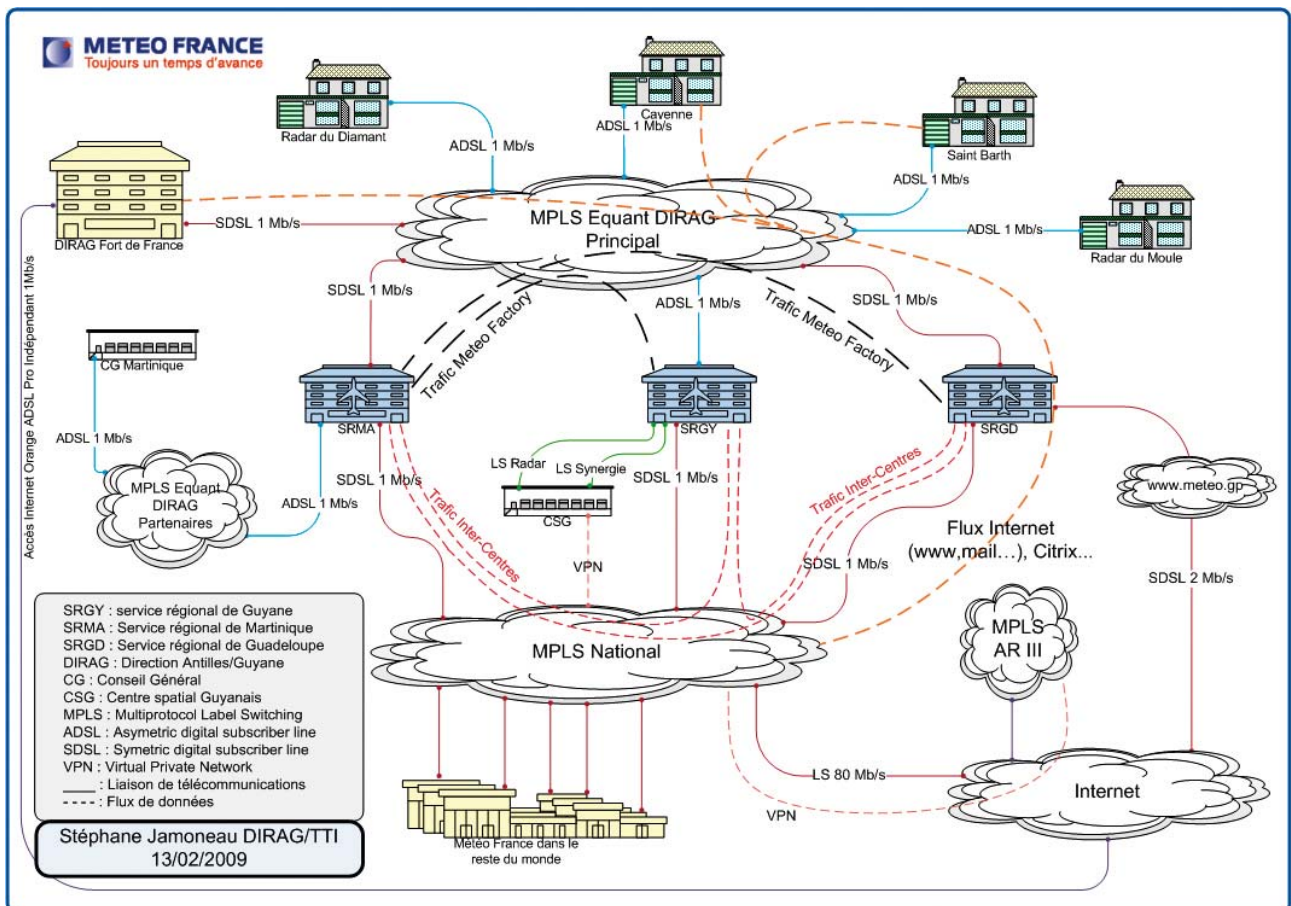 METEO FRANCE
Toujours un temps d'avance
Radar du Diamant
Cayenne
Saint Barth
Radar du Moule
DIRAG Fort de France
ADSL 1 Mb/s
ADSL 1 Mb/s
ADSL 1 Mb/s
ADSL 1 Mb/s
SDSL 1 Mb/s
MPLS Equant DIRAG
Principal
SDSL 1 Mb/s
ADSL 1 Mb/s
SDSL 1 Mb/s
Trafic Meteo Factory
Trafic Meteo Factory
Accès Internet Orange ADSL Pro Indépendant 1Mb/s
CG Martinique
SRMA
SRGY
SRGD
ADSL 1 Mb/s
MPLS Equant
DIRAG
Partenaires
ADSL 1 Mb/s
SDSL 1 Mb/s
LS Radar
LS Synergie
SDSL 1 Mb/s
CSG
VPN
Trafic Inter-Centres
Trafic Inter-Centres
SDSL 1 Mb/s
www.meteo.gp
Flux Internet
(www,mail…), Citrix...
SDSL 2 Mb/s
MPLS National
MPLS
AR III
SRGY : service régional de Guyane
SRMA : Service régional de Martinique
SRGD : Service régional de Guadeloupe
DIRAG : Direction Antilles/Guyane
CG : Conseil Général
CSG : Centre spatial Guyanais
MPLS : Multiprotocol Label Switching
ADSL : Asymetric digital subscriber line
SDSL : Symetric digital subscriber line
VPN : Virtual Private Network
____ : Liaison de télécommunications
----- : Flux de données
Stéphane Jamoneau DIRAG/TTI
13/02/2009
Météo France dans le
reste du monde
LS 80 Mb/s
VPN
Internet